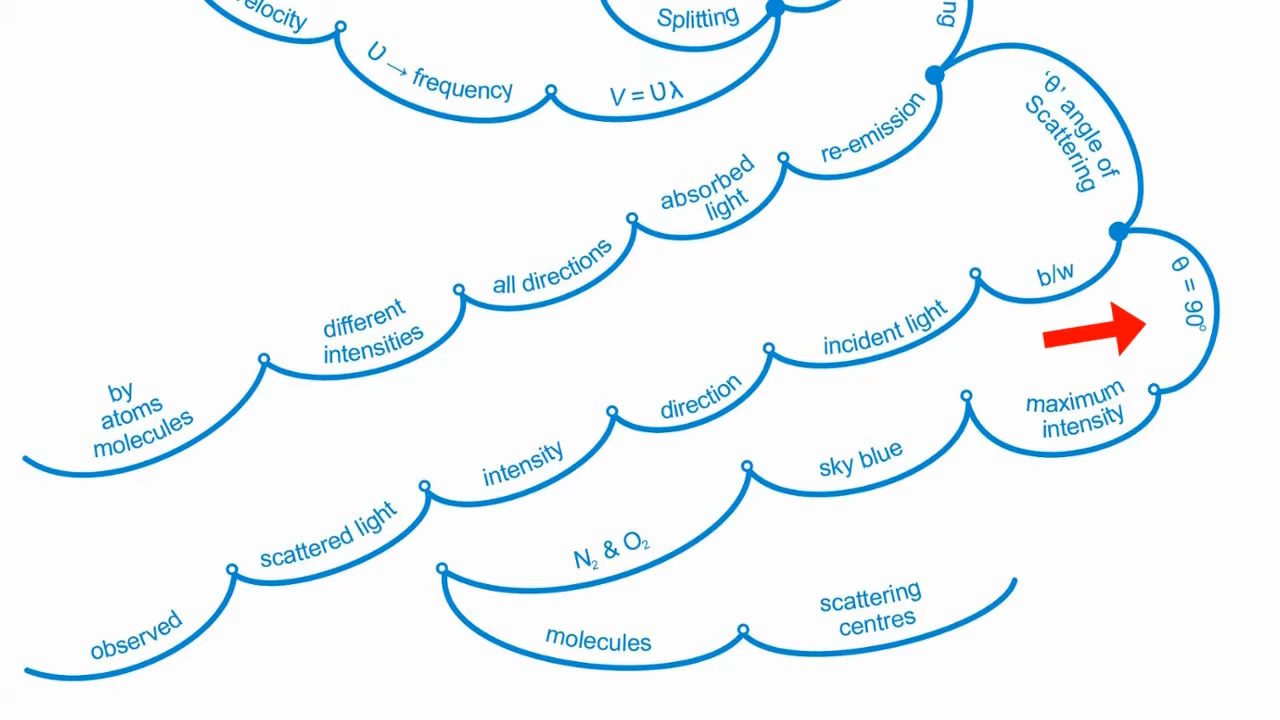 Splitting
υ → frequency
V = υλ
re-emission
absorbed
light
all directions
different
intensities
by
atoms
molecules
'θ' angle of
Scattering
b/w
incident light
direction
intensity
scattered light
observed
θ = 90°
maximum
intensity
sky blue
N₂ & O₂
molecules
scattering
centres